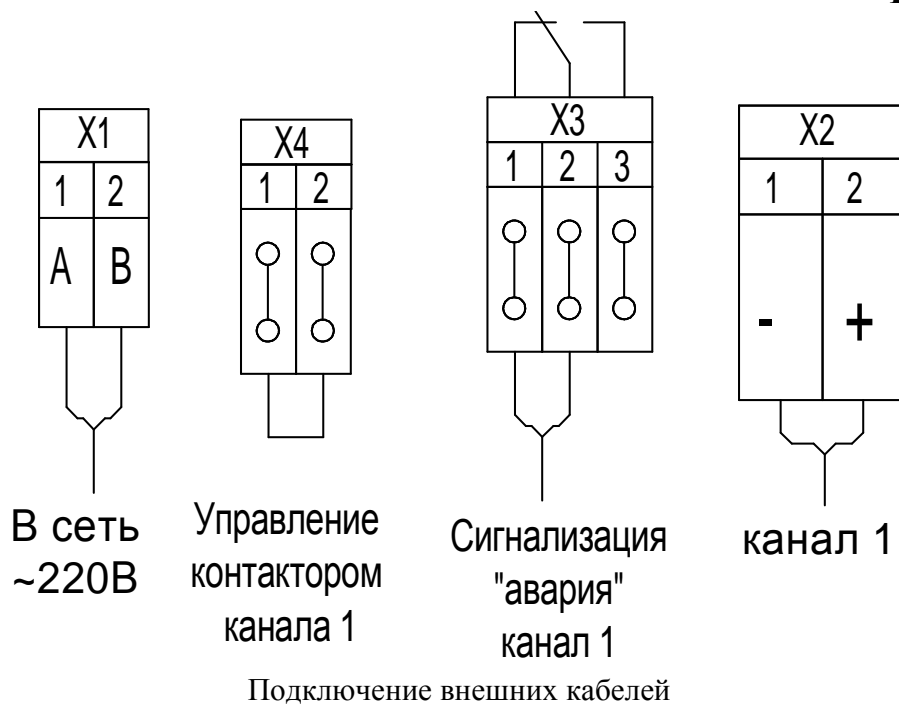 X1
1 2
A B
В сеть
~220В
X4
1 2
Управление
контактором
канала 1
X3
1 2 3
Сигнализация
"авария"
канал 1
X2
1 2
- +
канал 1
Подключение внешних кабелей